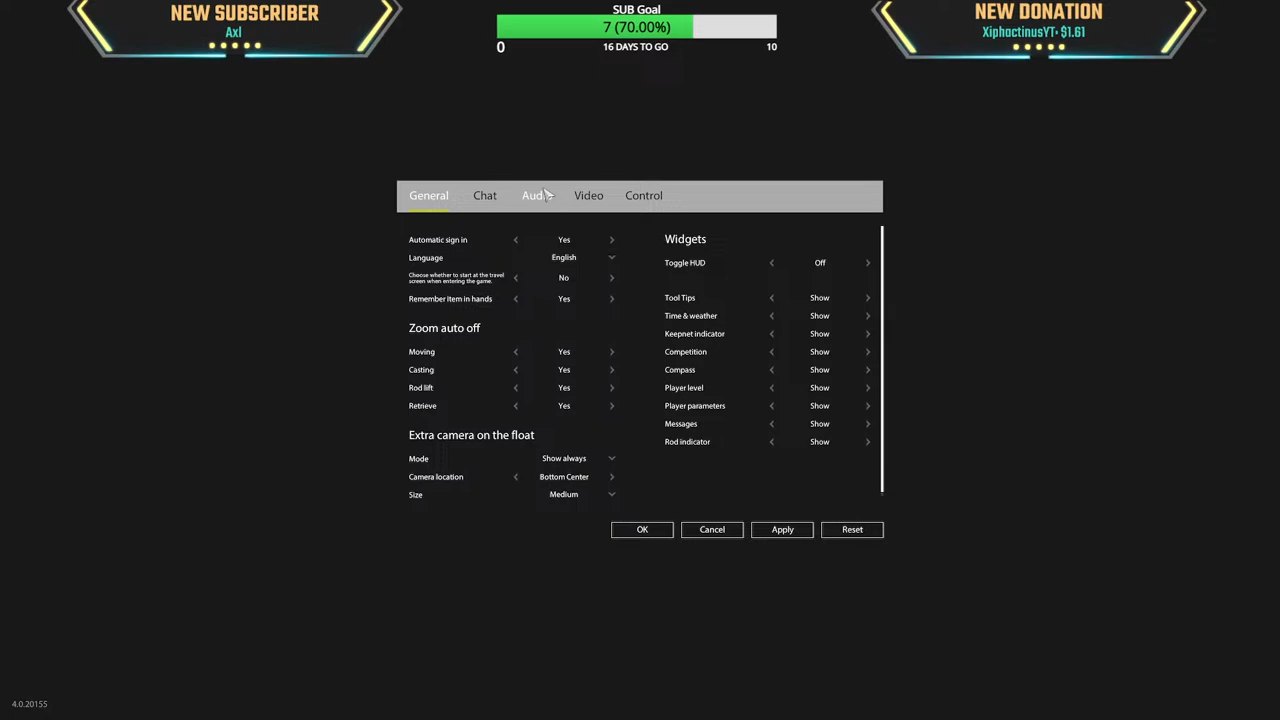 NEW SUBSCRIBER
Axl
SUB Goal
7 (70.00%)
0
16 DAYS TO GO
10
NEW DONATION
XiphactinusYT• $1.61
General
Chat
Video
Control
Automatic sign in
Yes
Language
English
Choose whether to start at the travel
screen when entering the game.
No
Remember item in hands
Yes
Zoom auto off
Moving
Yes
Casting
Yes
Rod lift
Yes
Retrieve
Yes
Extra camera on the float
Mode
Show always
Camera location
Bottom Center
Size
Medium
Widgets
Toggle HUD
Off
Tool Tips
Show
Time & weather
Show
Keepnet indicator
Show
Competition
Show
Compass
Show
Player level
Show
Player parameters
Show
Messages
Show
Rod indicator
Show
OK
Cancel
Apply
Reset
4.0.20155